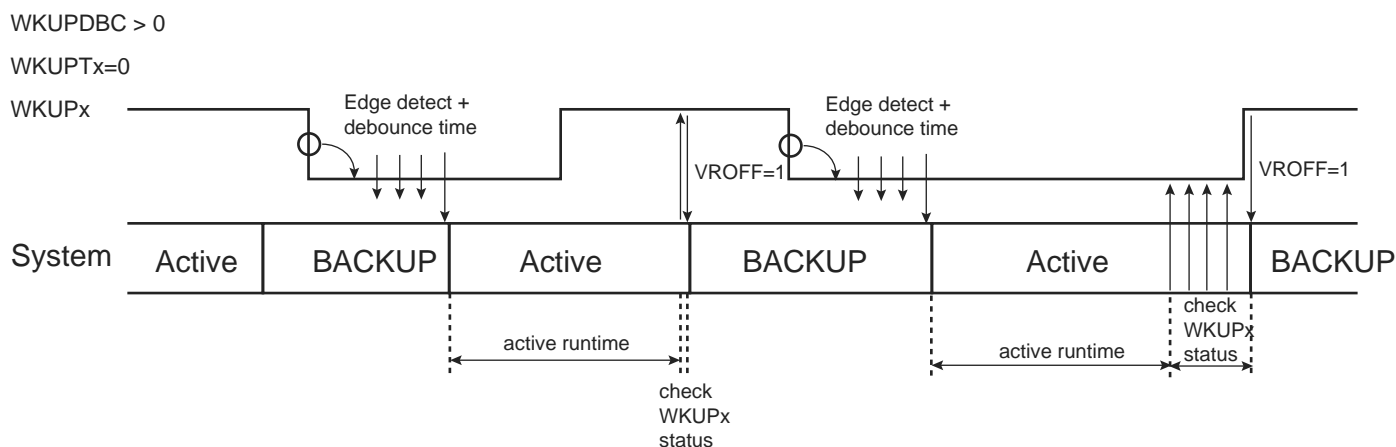 WKUPDBC > 0
WKUPTx=0
WKUPx
Edge detect +
debounce time
VROFF=1
Edge detect +
debounce time
VROFF=1
System
Active
BACKUP
Active
BACKUP
Active
BACKUP
active runtime
check
WKUPx
status
active runtime
check
WKUPx
status